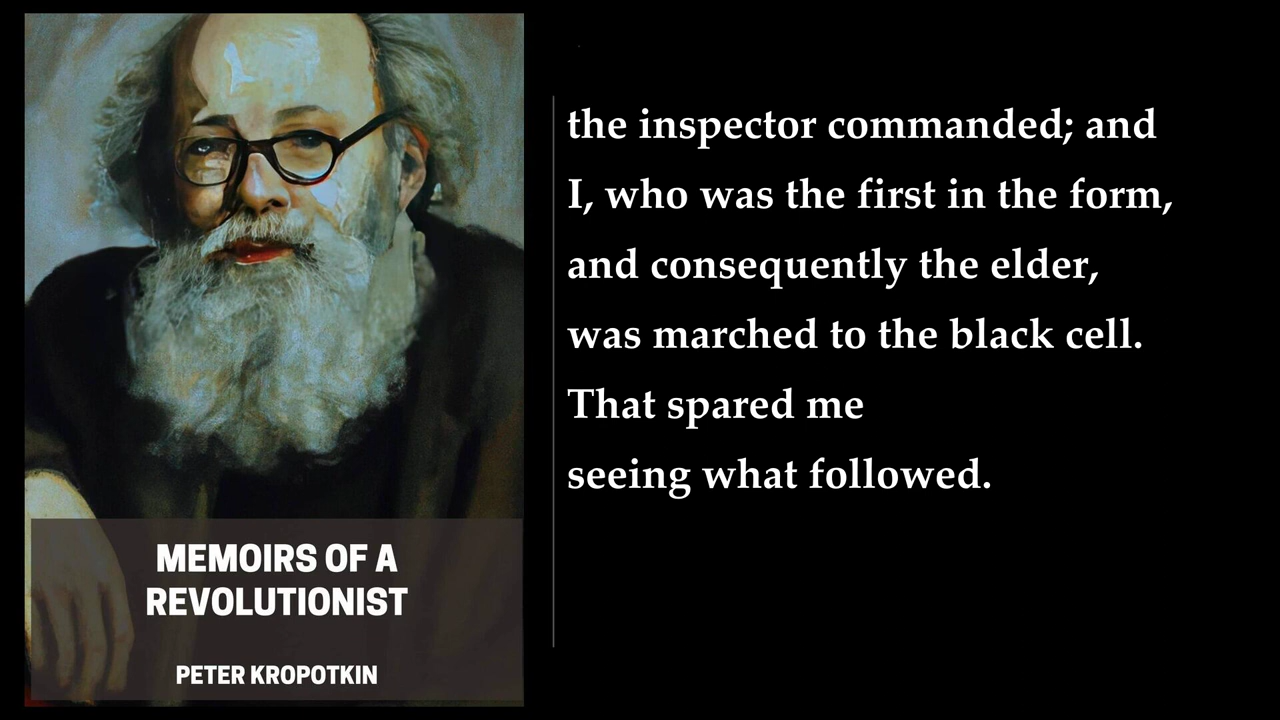 the inspector commanded; and
I, who was the first in the form,
and consequently the elder,
was marched to the black cell.
That spared me
seeing what followed.
MEMOIRS OF A
REVOLUTIONIST
PETER KROPOTKIN